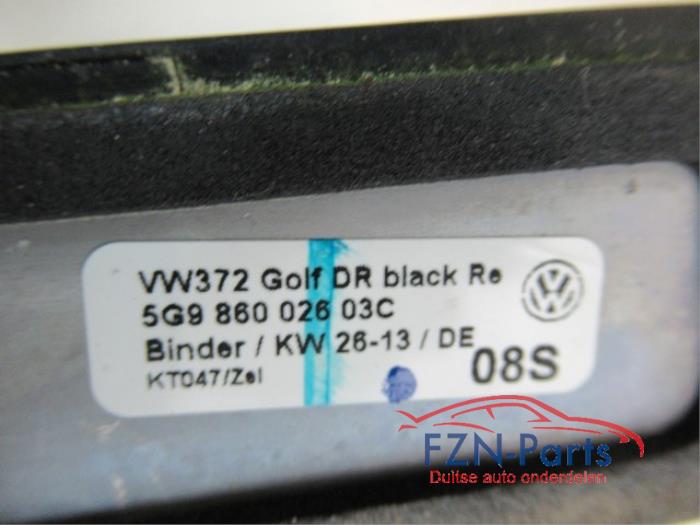 VW372 Golf DR black Re
5G9 860 026 03C
Binder / KW 26-13 / DE
KT047/Zel
08S
FZN-Parts
Duitse auto onderdelen